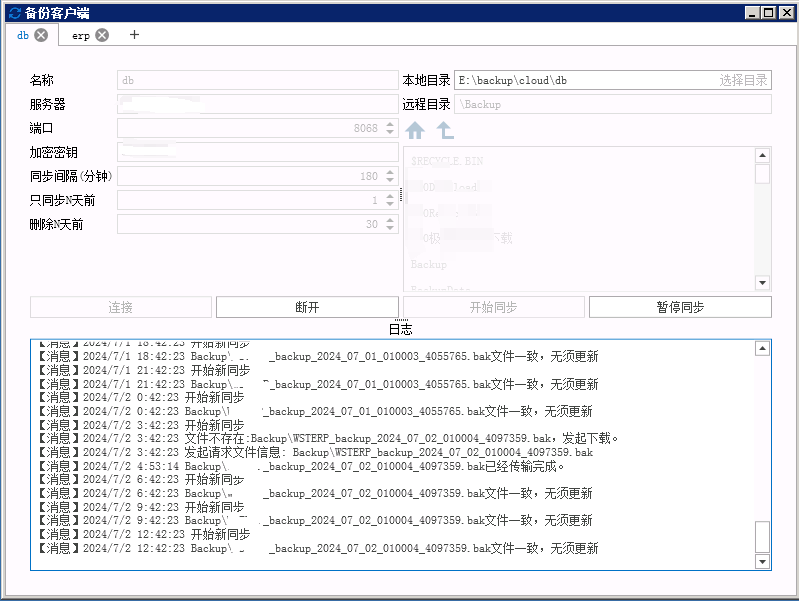 备份客户端
db erp +
名称 db 本地目录 E:\backup\cloud\db 选择目录
服务器 远程目录 \Backup
端口 8068
加密密钥 $RECYCLE.BIN
同步间隔(分钟) 180
只同步N天前 1
删除N天前 30
下载
Backup
连接 断开 开始同步 暂停同步
日志
【消息】2024/7/1 18:42:23 开始新同步
【消息】2024/7/1 18:42:23 Backup\ _backup_2024_07_01_010003_4055765.bak文件一致，无须更新
【消息】2024/7/1 21:42:23 开始新同步
【消息】2024/7/1 21:42:23 Backup\ _backup_2024_07_01_010003_4055765.bak文件一致，无须更新
【消息】2024/7/2 0:42:23 开始新同步
【消息】2024/7/2 0:42:23 Backup\ _backup_2024_07_01_010003_4055765.bak文件一致，无须更新
【消息】2024/7/2 3:42:23 开始新同步
【消息】2024/7/2 3:42:23 文件不存在:Backup\WSTERP_backup_2024_07_02_010004_4097359.bak，发起下载。
【消息】2024/7/2 3:42:23 发起请求文件信息: Backup\WSTERP_backup_2024_07_02_010004_4097359.bak
【消息】2024/7/2 4:53:14 Backup\ _backup_2024_07_02_010004_4097359.bak已经传输完成。
【消息】2024/7/2 6:42:23 开始新同步
【消息】2024/7/2 6:42:23 Backup\ _backup_2024_07_02_010004_4097359.bak文件一致，无须更新
【消息】2024/7/2 9:42:23 开始新同步
【消息】2024/7/2 9:42:23 Backup\ _backup_2024_07_02_010004_4097359.bak文件一致，无须更新
【消息】2024/7/2 12:42:23 开始新同步
【消息】2024/7/2 12:42:23 Backup\ _backup_2024_07_02_010004_4097359.bak文件一致，无须更新